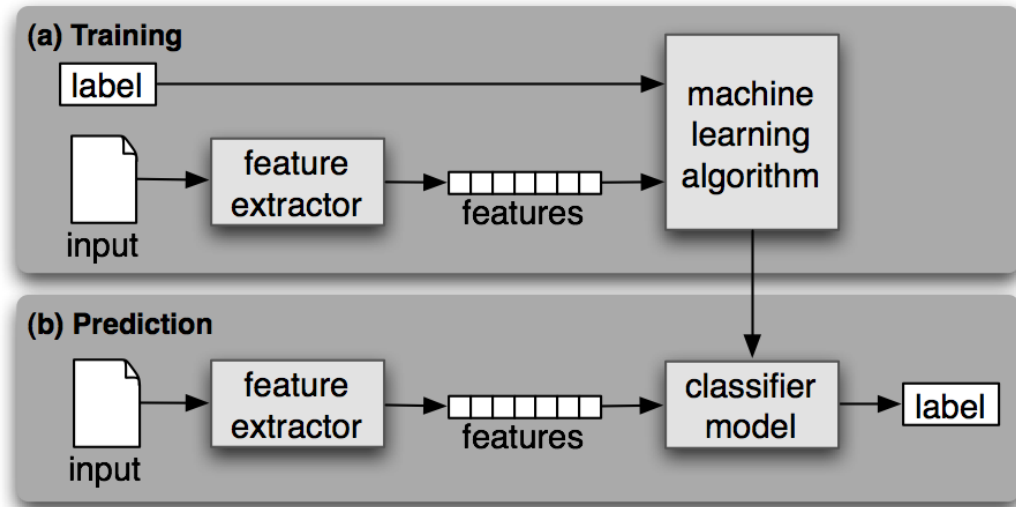 (a) Training
label
machine
learning
algorithm
feature
extractor
features
input
(b) Prediction
feature
extractor
features
classifier
model
label
input